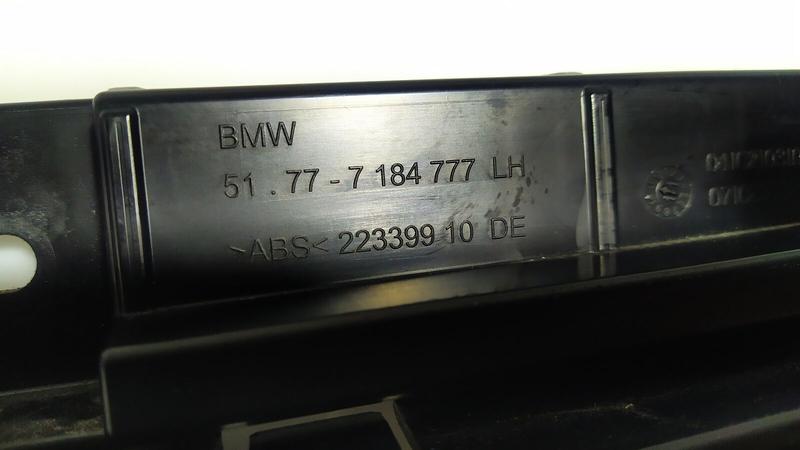 BMW
51.77-7 184 777 LH
>ABS< 223399 10 DE